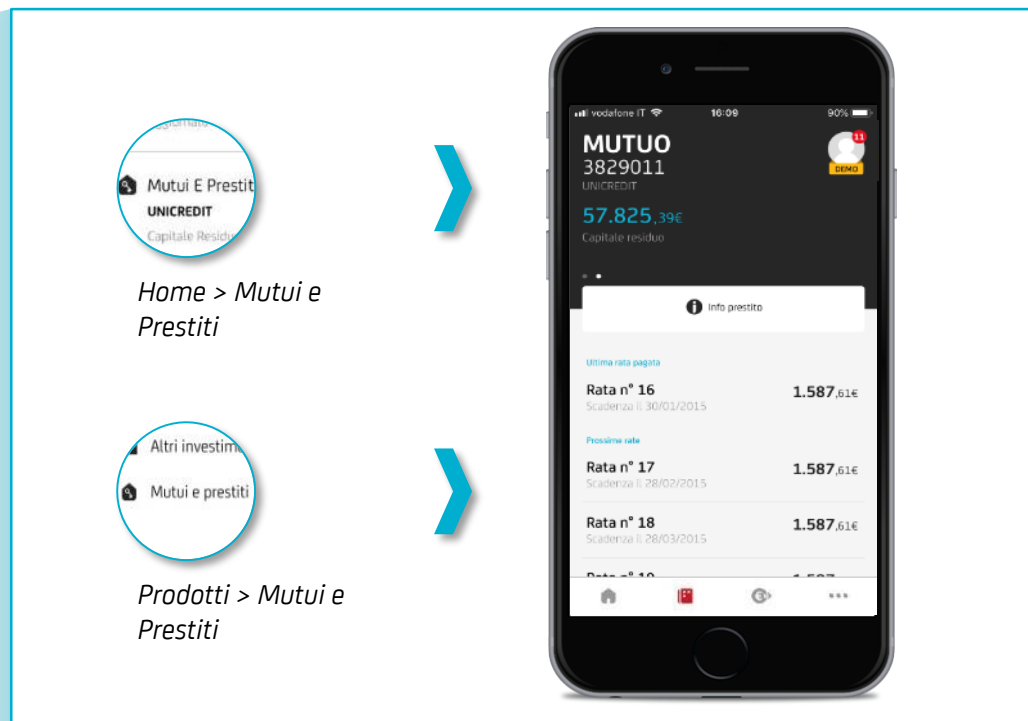 Mutui E Prestit
UNICREDIT
Capitale Residu
Home > Mutui e
Prestiti
Altri investim
Mutui e prestiti
Prodotti > Mutui e
Prestiti
vodafone IT 16:09 90%
MUTUO
3829011
UNICREDIT
11
DEMO
57.825,39€
Capitale residuo
Info prestito
Ultima rata pagata
Rata n° 16 1.587,61€
Scadenza il 30/01/2015
Prossime rate
Rata n° 17 1.587,61€
Scadenza il 28/02/2015
Rata n° 18 1.587,61€
Scadenza il 28/03/2015